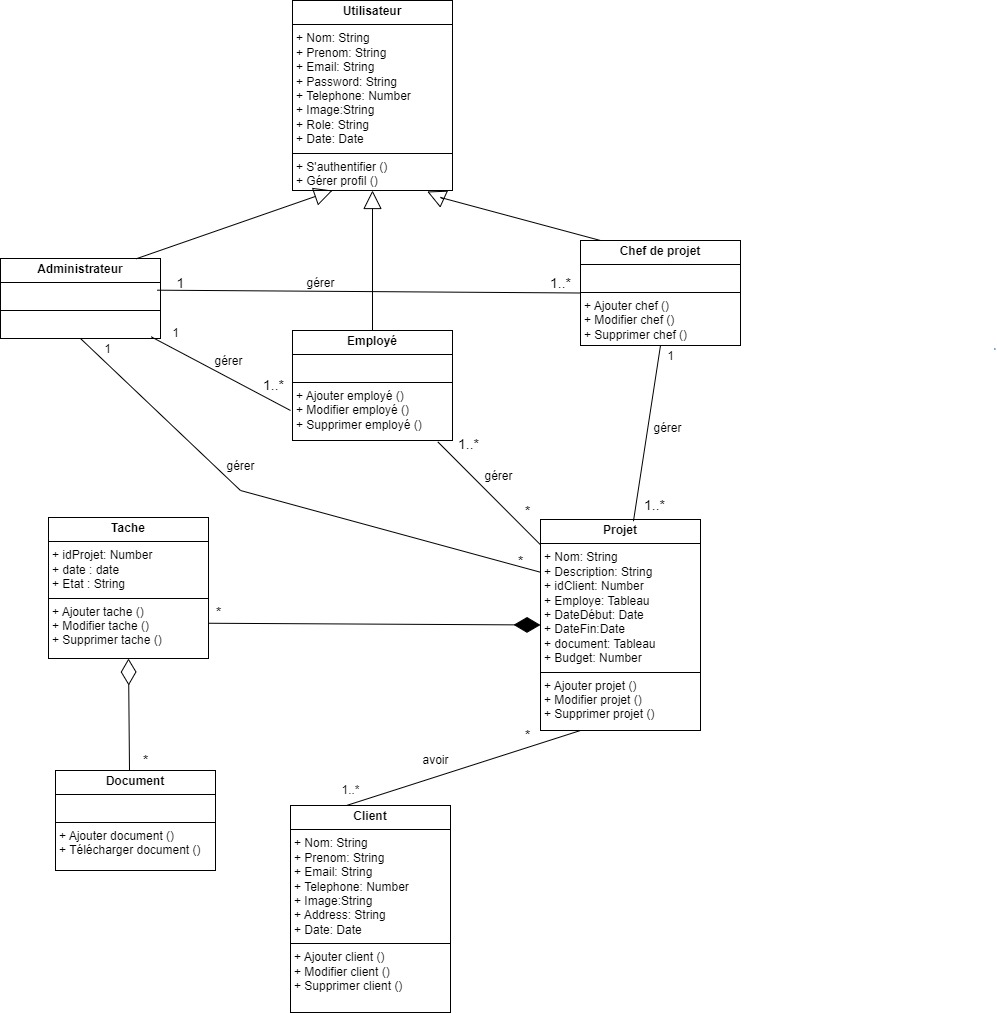 Utilisateur
+ Nom: String
+ Prenom: String
+ Email: String
+ Password: String
+ Telephone: Number
+ Image:String
+ Role: String
+ Date: Date
+ S'authentifier ()
+ Gérer profil ()
Administrateur
Chef de projet
+ Ajouter chef ()
+ Modifier chef ()
+ Supprimer chef ()
1
gérer
1..*
Employé
+ Ajouter employé ()
+ Modifier employé ()
+ Supprimer employé ()
1
gérer
1..*
1
gérer
*
1..*
gérer
*
1
gérer
1..*
Tache
+ idProjet: Number
+ date : date
+ Etat : String
+ Ajouter tache ()
+ Modifier tache ()
+ Supprimer tache ()
*
Projet
+ Nom: String
+ Description: String
+ idClient: Number
+ Employe: Tableau
+ DateDébut: Date
+ DateFin:Date
+ document: Tableau
+ Budget: Number
+ Ajouter projet ()
+ Modifier projet ()
+ Supprimer projet ()
*
avoir
1..*
*
Document
+ Ajouter document ()
+ Télécharger document ()
Client
+ Nom: String
+ Prenom: String
+ Email: String
+ Telephone: Number
+ Image:String
+ Address: String
+ Date: Date
+ Ajouter client ()
+ Modifier client ()
+ Supprimer client ()